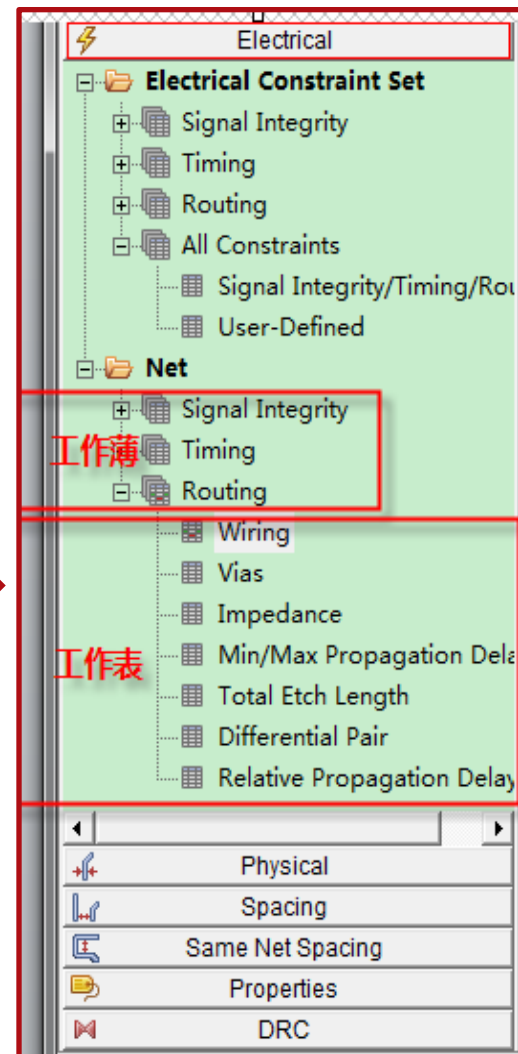 Electrical
Electrical Constraint Set
Signal Integrity
Timing
Routing
All Constraints
Signal Integrity/Timing/Rou
User-Defined
Net
Signal Integrity
工作薄 Timing
Routing
Wiring
Vias
Impedance
工作表 Min/Max Propagation Dela
Total Etch Length
Differential Pair
Relative Propagation Delay
Physical
Spacing
Same Net Spacing
Properties
DRC